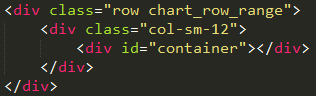 <div class="row chart_row_range">
    <div class="col-sm-12">
        <div id="container"></div>
    </div>
</div>